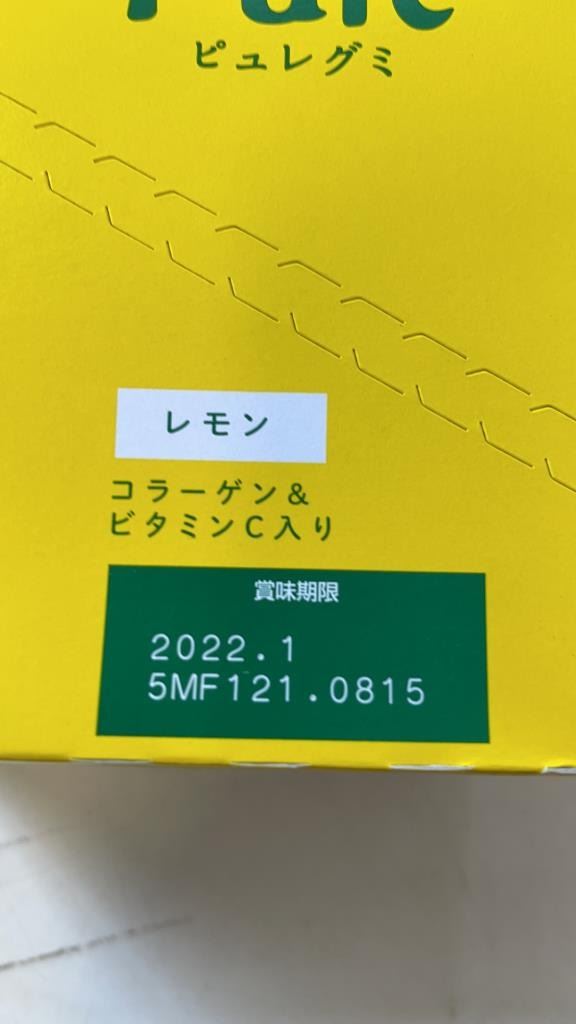 ピュレグミ
レモン
コラーゲン&
ビタミンC入り
賞味期限
2022.1
5MF121.0815